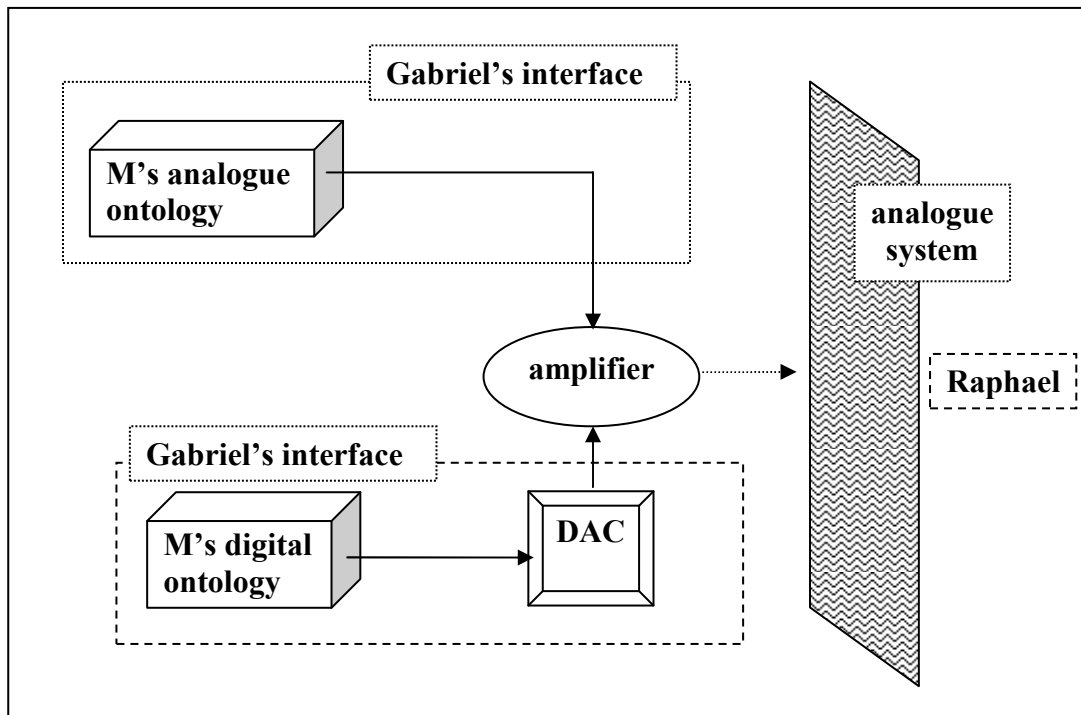 Gabriel’s interface
M’s analogue
ontology
analogue
system
amplifier
Raphael
Gabriel’s interface
M’s digital
ontology
DAC